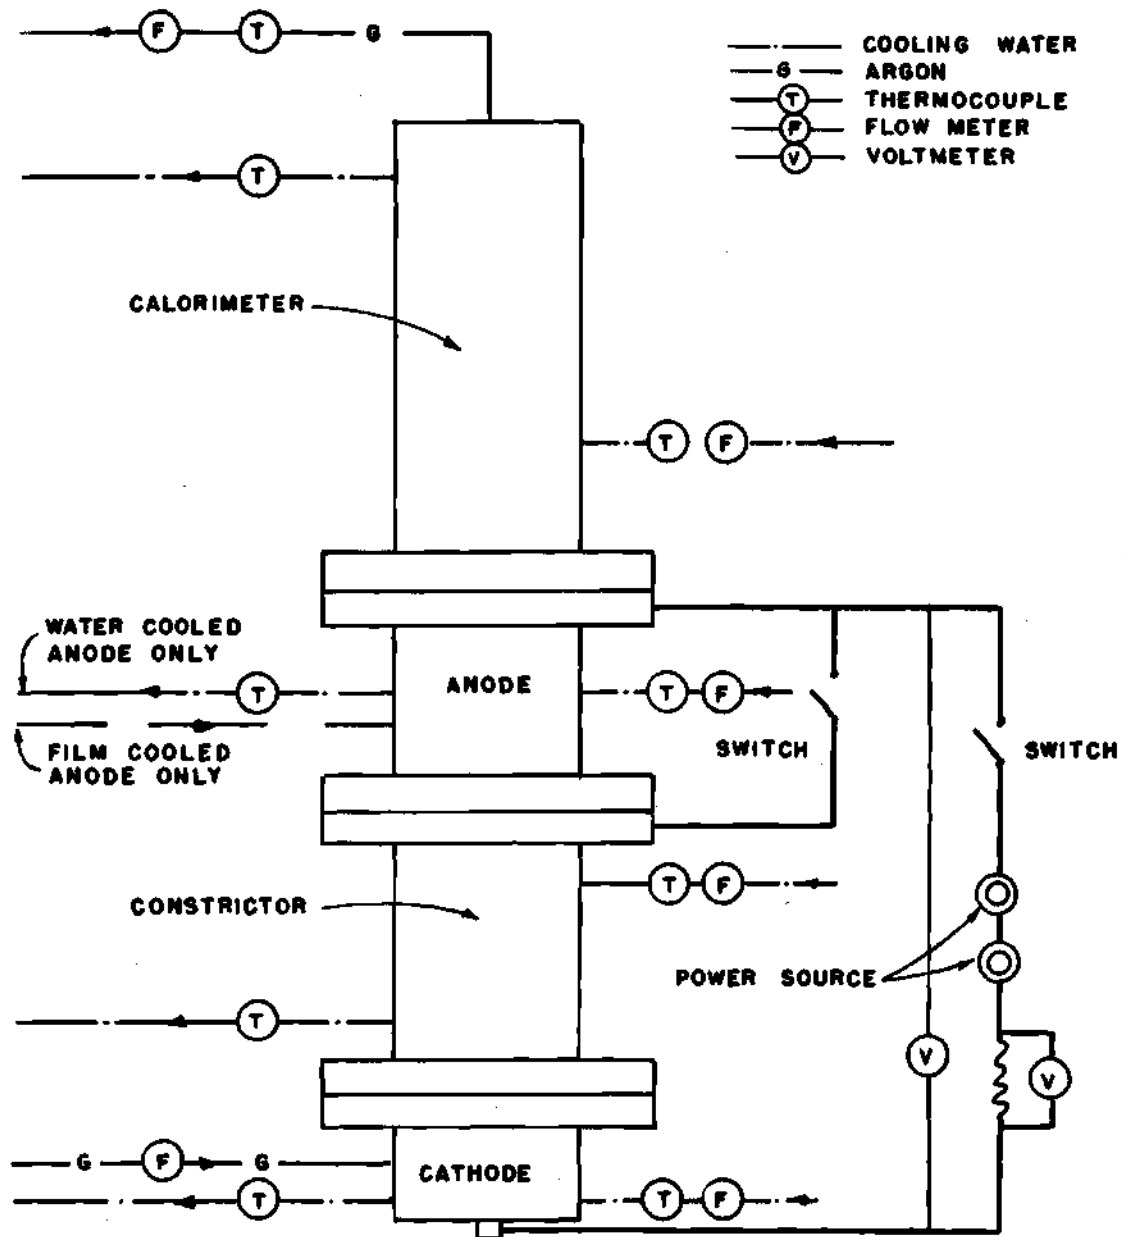 F T G
COOLING WATER
G ARGON
T THERMOCOUPLE
F FLOW METER
V VOLTMETER
T
CALORIMETER
T F
WATER COOLED
ANODE ONLY
T
ANODE
T F
SWITCH
SWITCH
FILM COOLED
ANODE ONLY
T F
CONSTRICTOR
POWER SOURCE
T
V
V
G F G
CATHODE
T
T F